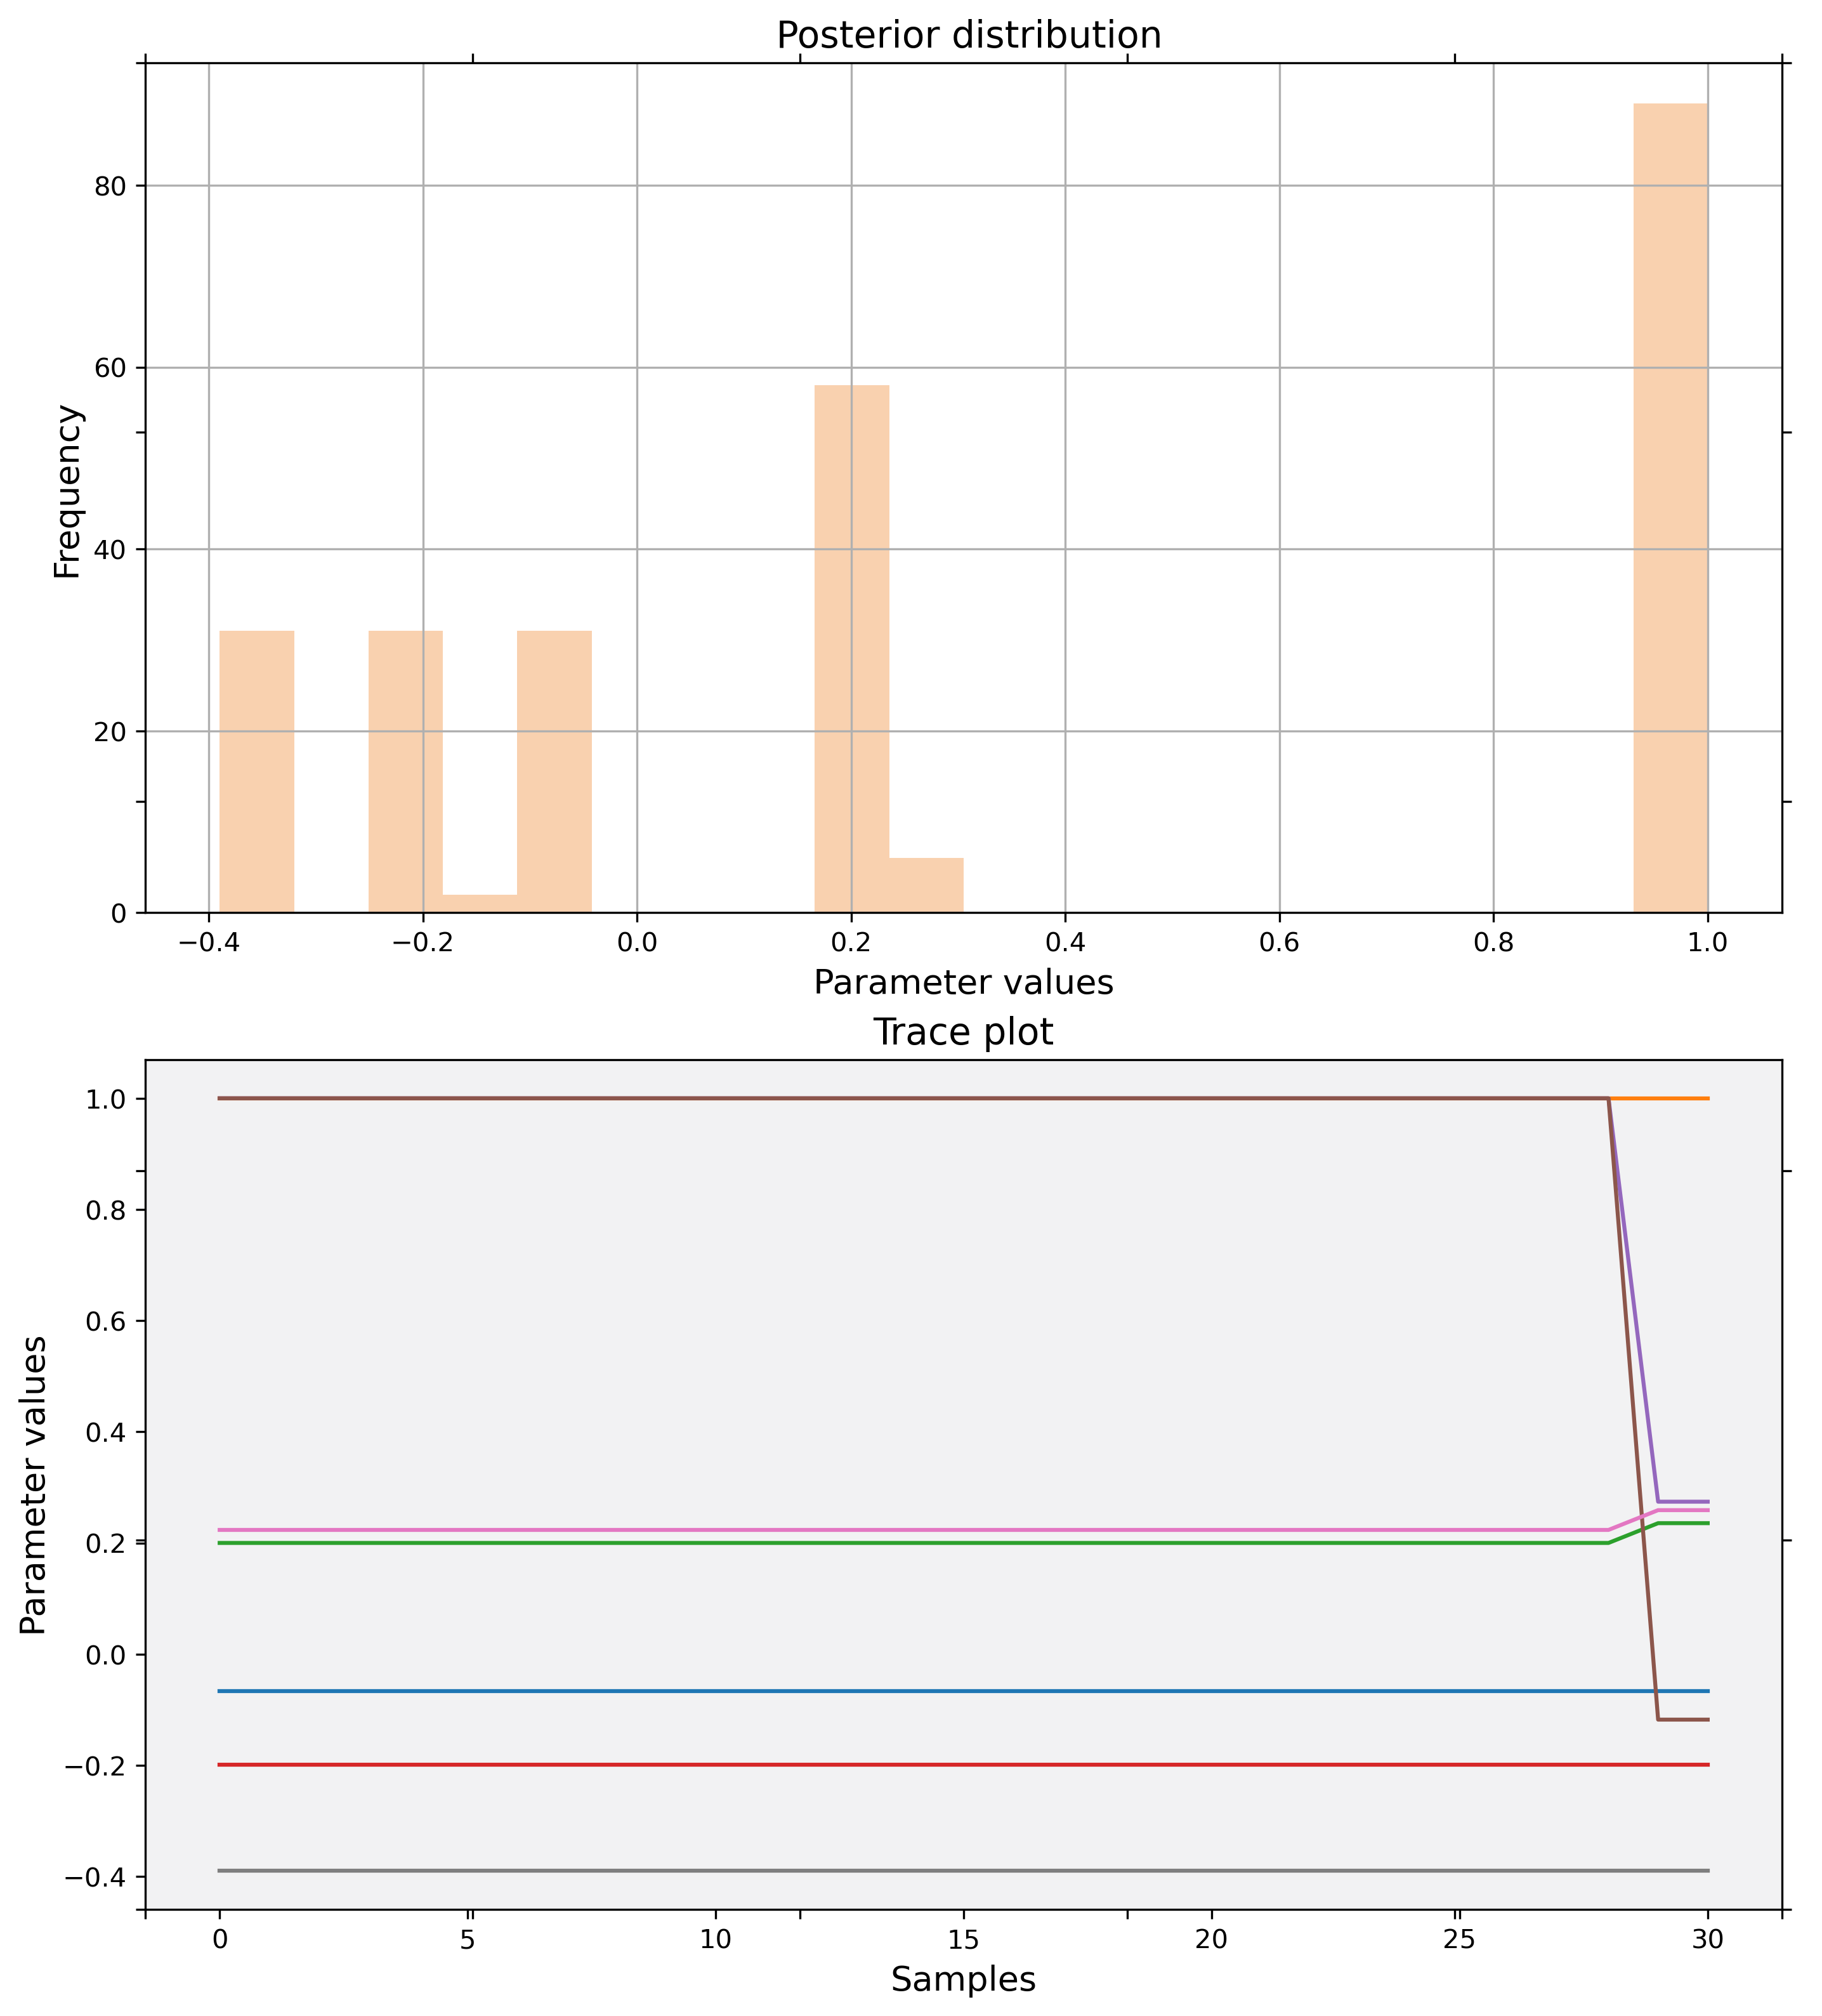 Posterior distribution
Frequency
80
60
40
20
0
−0.4 −0.2 0.0 0.2 0.4 0.6 0.8 1.0
Parameter values
Trace plot
Parameter values
1.0
0.8
0.6
0.4
0.2
0.0
−0.2
−0.4
0 5 10 15 20 25 30
Samples